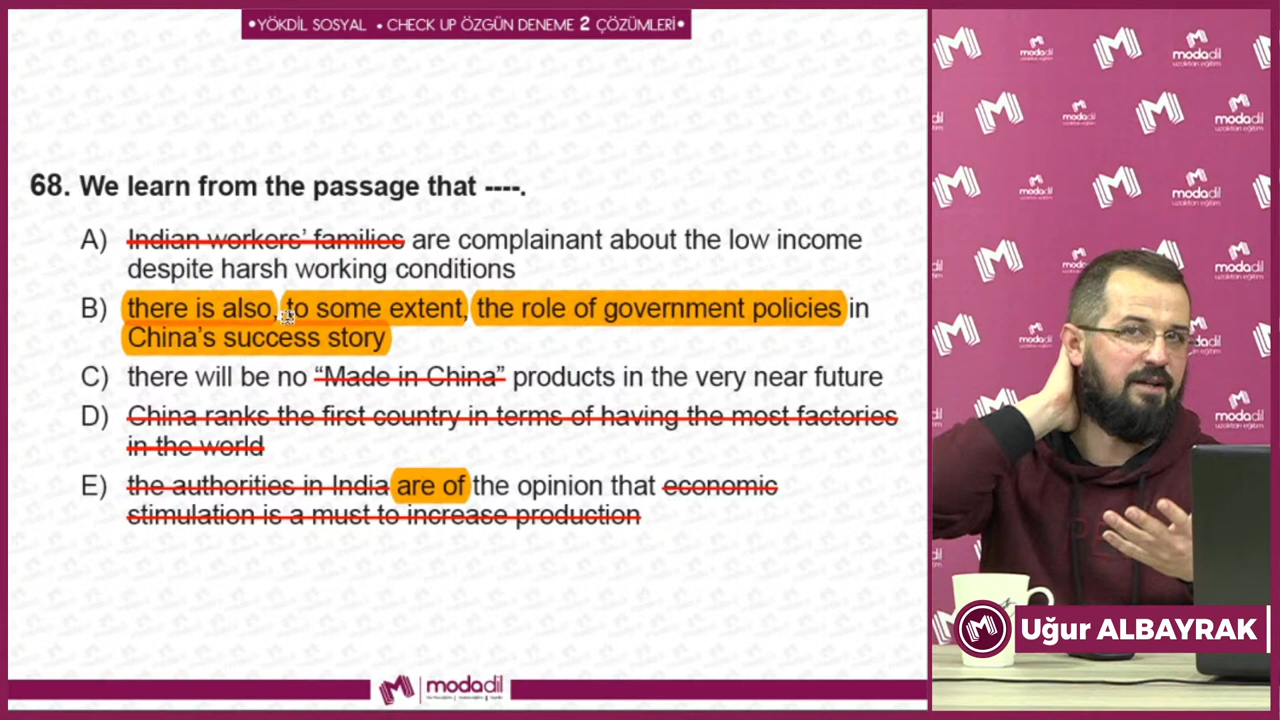 •YÖKDİL SOSYAL • CHECK UP ÖZGÜN DENEME 2 ÇÖZÜMLERİ•
68. We learn from the passage that ----.
A) Indian workers’ families are complainant about the low income
despite harsh working conditions
B) there is also, to some extent, the role of government policies in
China’s success story
C) there will be no “Made in China” products in the very near future
D) China ranks the first country in terms of having the most factories
in the world
E) the authorities in India are of the opinion that economic
stimulation is a must to increase production
modadil
modadil
uzaktan eğitim
Uğur ALBAYRAK